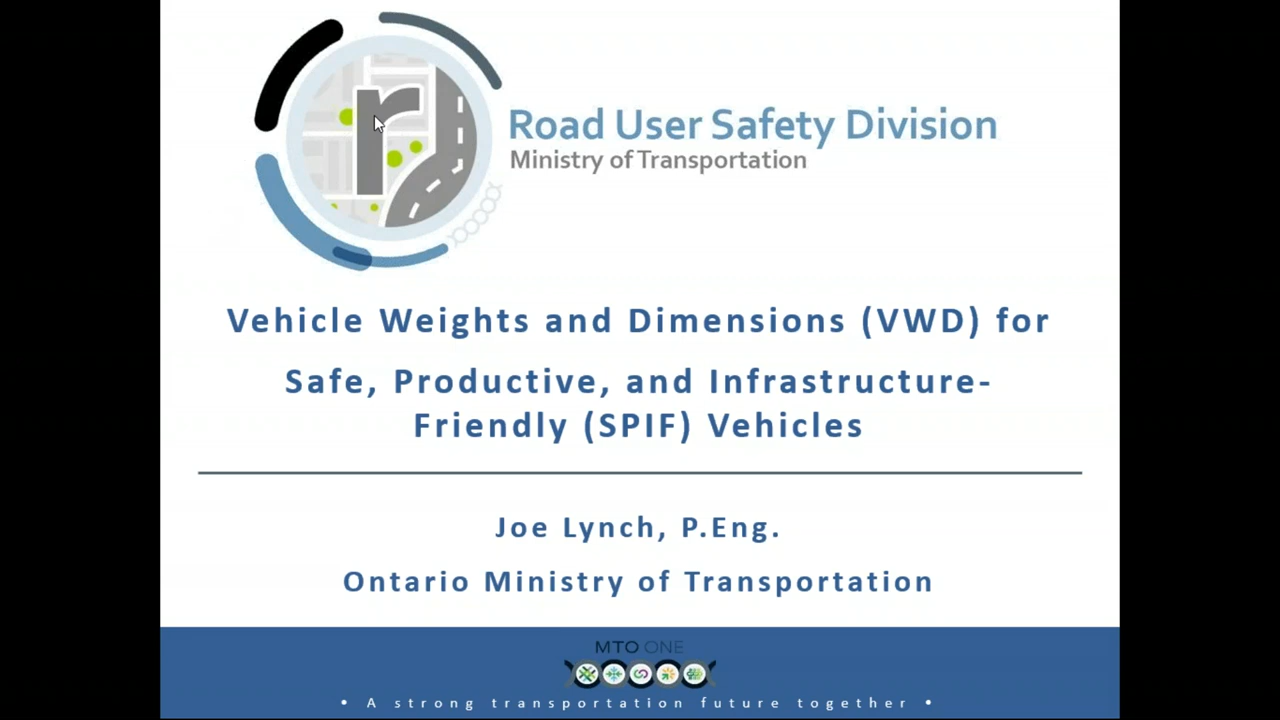 r
Road User Safety Division
Ministry of Transportation
Vehicle Weights and Dimensions (VWD) for
Safe, Productive, and Infrastructure-
Friendly (SPIF) Vehicles
Joe Lynch, P.Eng.
Ontario Ministry of Transportation
MTO ONE
• A strong transportation future together •